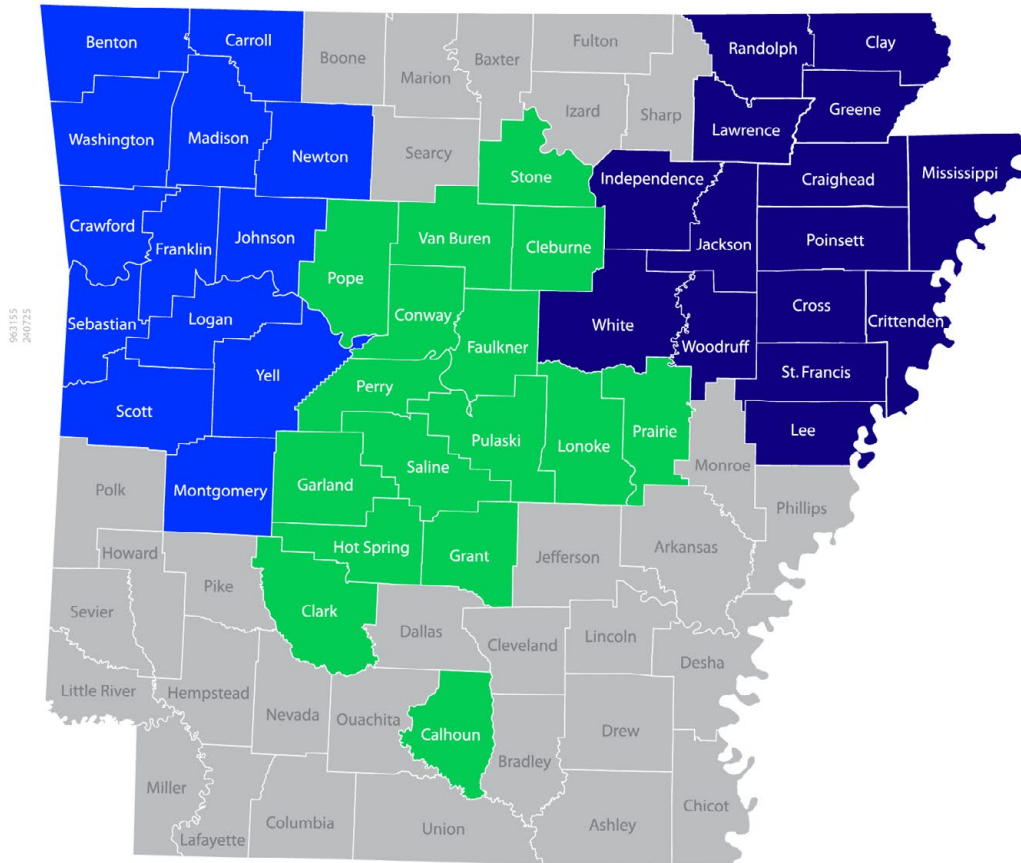 Benton
Carroll
Boone
Marion
Baxter
Fulton
Randolph
Clay
Izard
Sharp
Greene
Lawrence
Washington
Madison
Newton
Searcy
Stone
Independence
Craighead
Mississippi
Crawford
Franklin
Johnson
Van Buren
Cleburne
Jackson
Poinsett
Pope
Conway
Sebastian
Logan
White
Cross
Crittenden
Faulkner
Woodruff
Yell
Perry
St. Francis
Scott
Pulaski
Lonoke
Prairie
Lee
Saline
Garland
Monroe
Polk
Montgomery
Phillips
Howard
Hot Spring
Grant
Jefferson
Arkansas
Pike
Sevier
Clark
Dallas
Cleveland
Lincoln
Desha
Little River
Hempstead
Nevada
Ouachita
Calhoun
Bradley
Drew
Miller
Lafayette
Columbia
Union
Ashley
Chicot
963155
240725